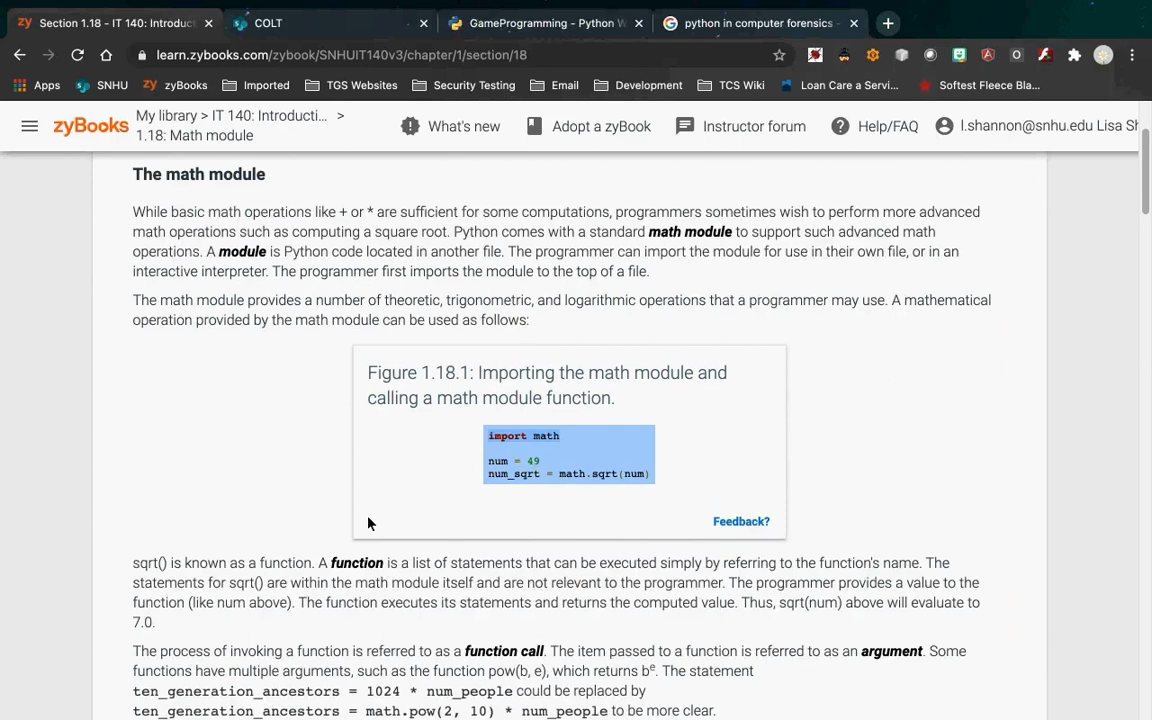 Section 1.18 - IT 140: Introduct
COLT
GameProgramming - Python W
python in computer forensics
learn.zybooks.com/zybook/SNHUIT140v3/chapter/1/section/18
Apps
SNHU
zyBooks
Imported
TGS Websites
Security Testing
Email
Development
TCS Wiki
Loan Care a Servi...
Softest Fleece Bla...
zyBooks
My library > IT 140: Introducti... >
1.18: Math module
What's new
Adopt a zyBook
Instructor forum
Help/FAQ
l.shannon@snhu.edu Lisa Sh
The math module
While basic math operations like + or * are sufficient for some computations, programmers sometimes wish to perform more advanced
math operations such as computing a square root. Python comes with a standard math module to support such advanced math
operations. A module is Python code located in another file. The programmer can import the module for use in their own file, or in an
interactive interpreter. The programmer first imports the module to the top of a file.
The math module provides a number of theoretic, trigonometric, and logarithmic operations that a programmer may use. A mathematical
operation provided by the math module can be used as follows:
Figure 1.18.1: Importing the math module and
calling a math module function.
import math
num = 49
num_sqrt = math.sqrt(num)
Feedback?
sqrt() is known as a function. A function is a list of statements that can be executed simply by referring to the function's name. The
statements for sqrt() are within the math module itself and are not relevant to the programmer. The programmer provides a value to the
function (like num above). The function executes its statements and returns the computed value. Thus, sqrt(num) above will evaluate to
7.0.
The process of invoking a function is referred to as a function call. The item passed to a function is referred to as an argument. Some
functions have multiple arguments, such as the function pow(b, e), which returns bᵉ. The statement
ten_generation_ancestors = 1024 * num_people could be replaced by
ten_generation_ancestors = math.pow(2, 10) * num_people to be more clear.